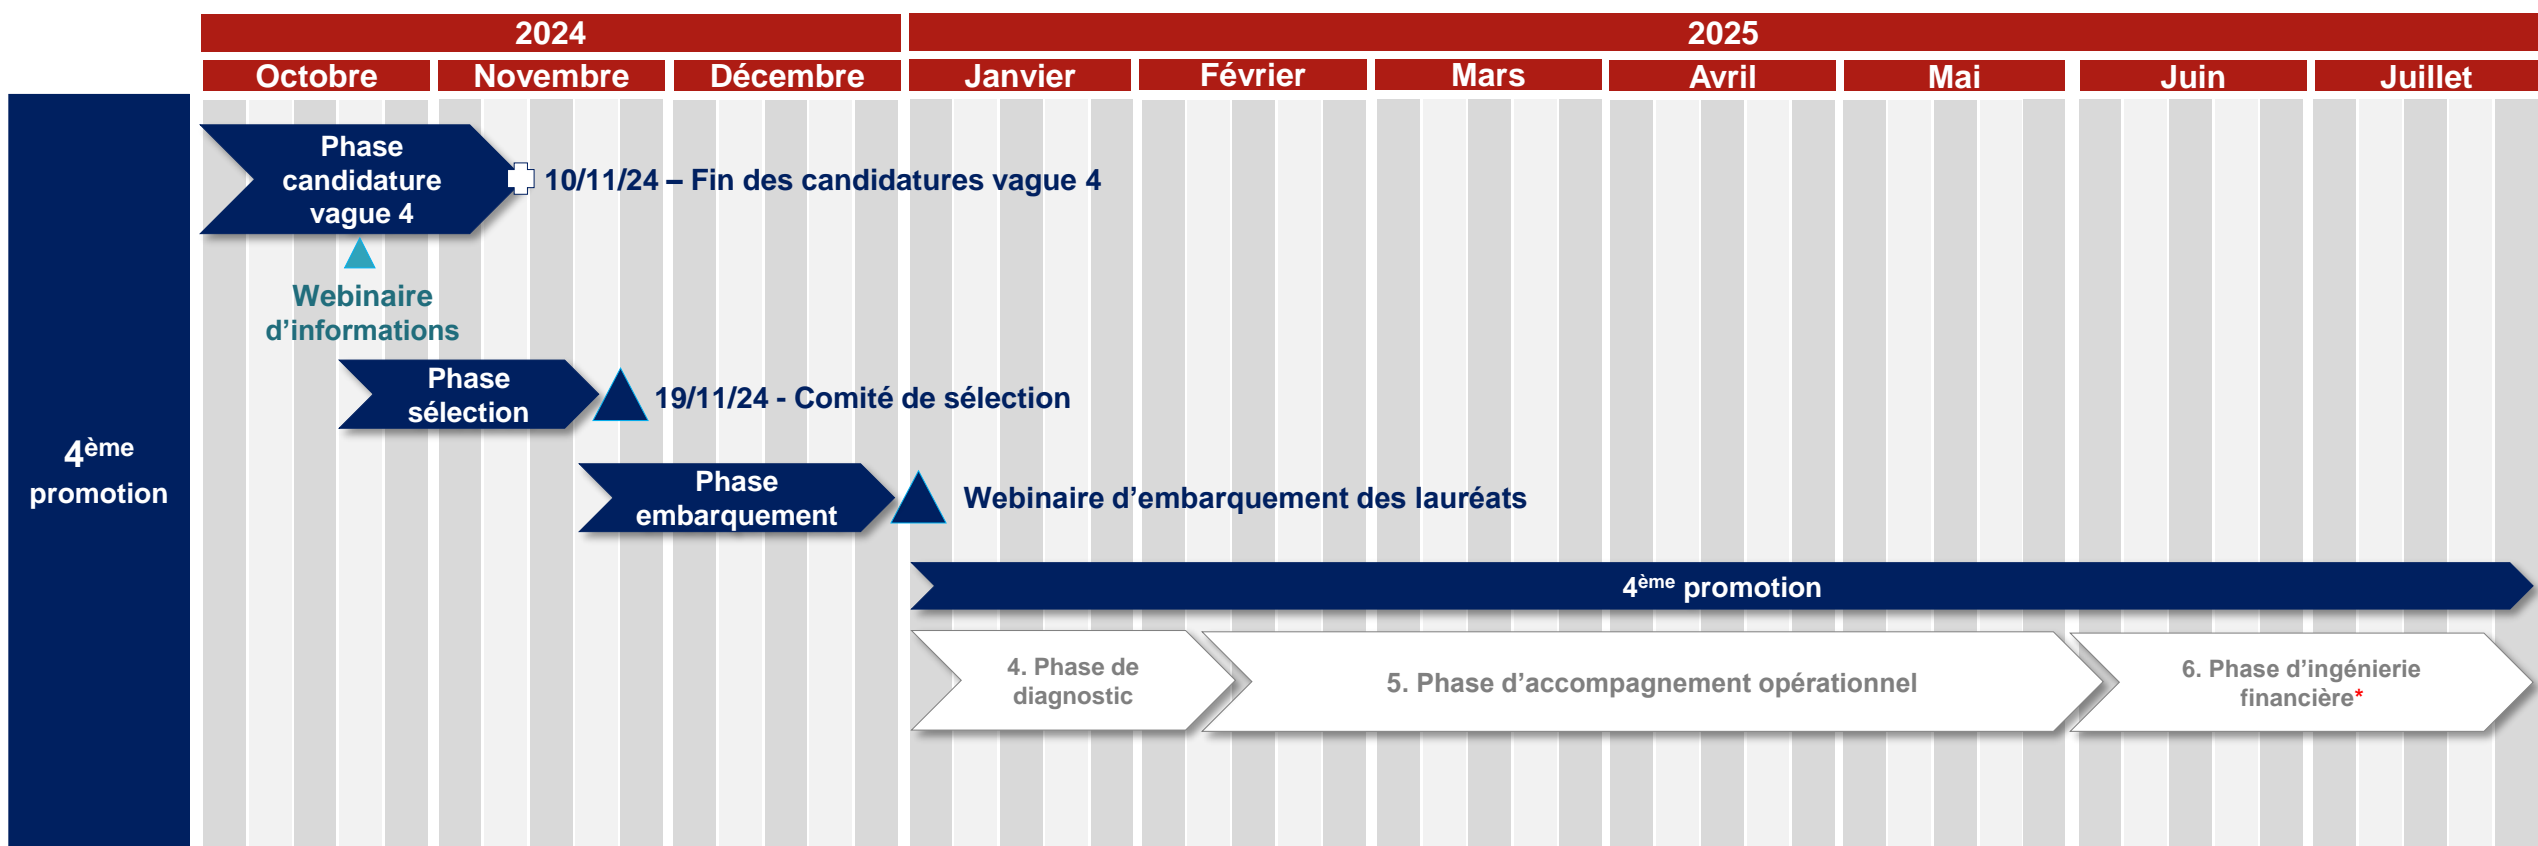 2024
2025
Octobre
Novembre
Décembre
Janvier
Février
Mars
Avril
Mai
Juin
Juillet
4ème
promotion
Phase
candidature
vague 4
10/11/24 – Fin des candidatures vague 4
Webinaire
d’informations
Phase
sélection
19/11/24 - Comité de sélection
Phase
embarquement
Webinaire d’embarquement des lauréats
4ème promotion
4. Phase de
diagnostic
5. Phase d’accompagnement opérationnel
6. Phase d’ingénierie
financière*